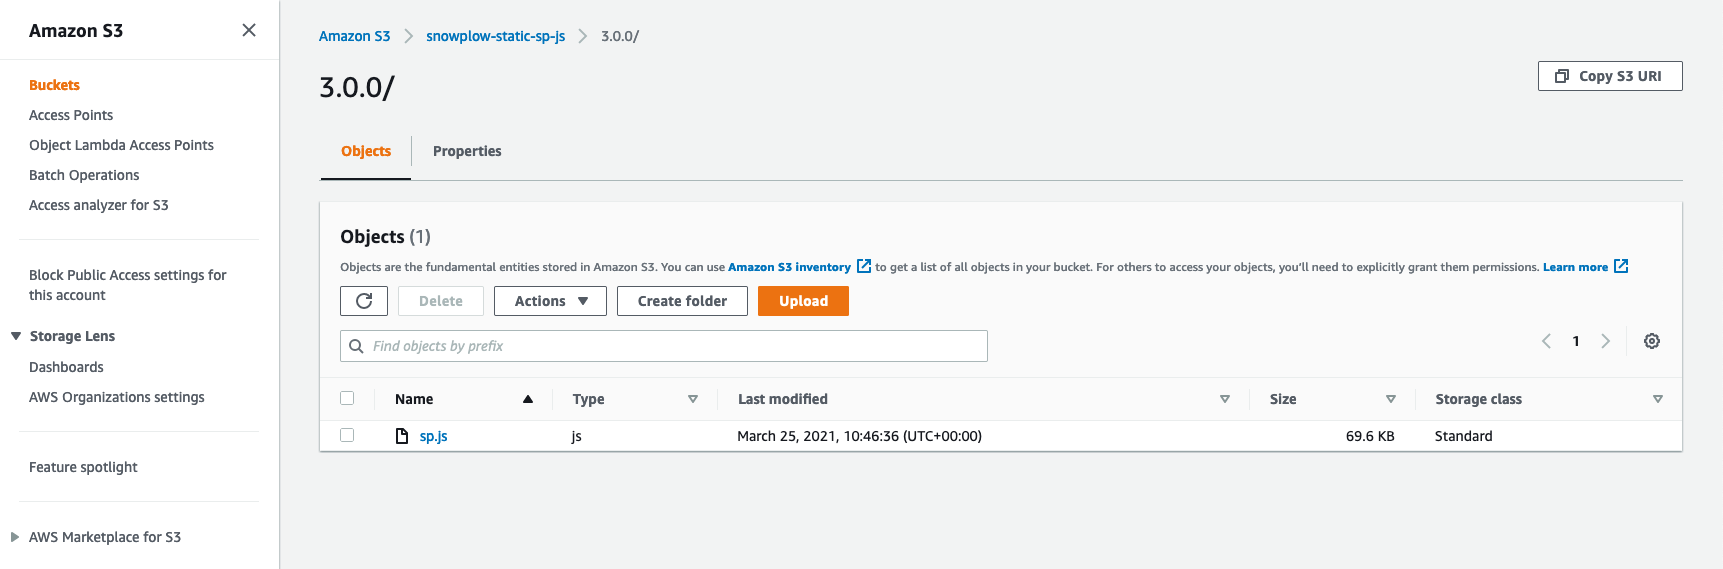 Amazon S3
Buckets
Access Points
Object Lambda Access Points
Batch Operations
Access analyzer for S3
Block Public Access settings for
this account
Storage Lens
Dashboards
AWS Organizations settings
Feature spotlight
AWS Marketplace for S3
Amazon S3 snowplow-static-sp-js 3.0.0/
3.0.0/
Copy S3 URI
Objects Properties
Objects (1)
Objects are the fundamental entities stored in Amazon S3. You can use Amazon S3 inventory to get a list of all objects in your bucket. For others to access your objects, you'll need to explicitly grant them permissions. Learn more
Delete Actions Create folder Upload
Find objects by prefix
1
Name Type Last modified Size Storage class
sp.js js March 25, 2021, 10:46:36 (UTC+00:00) 69.6 KB Standard